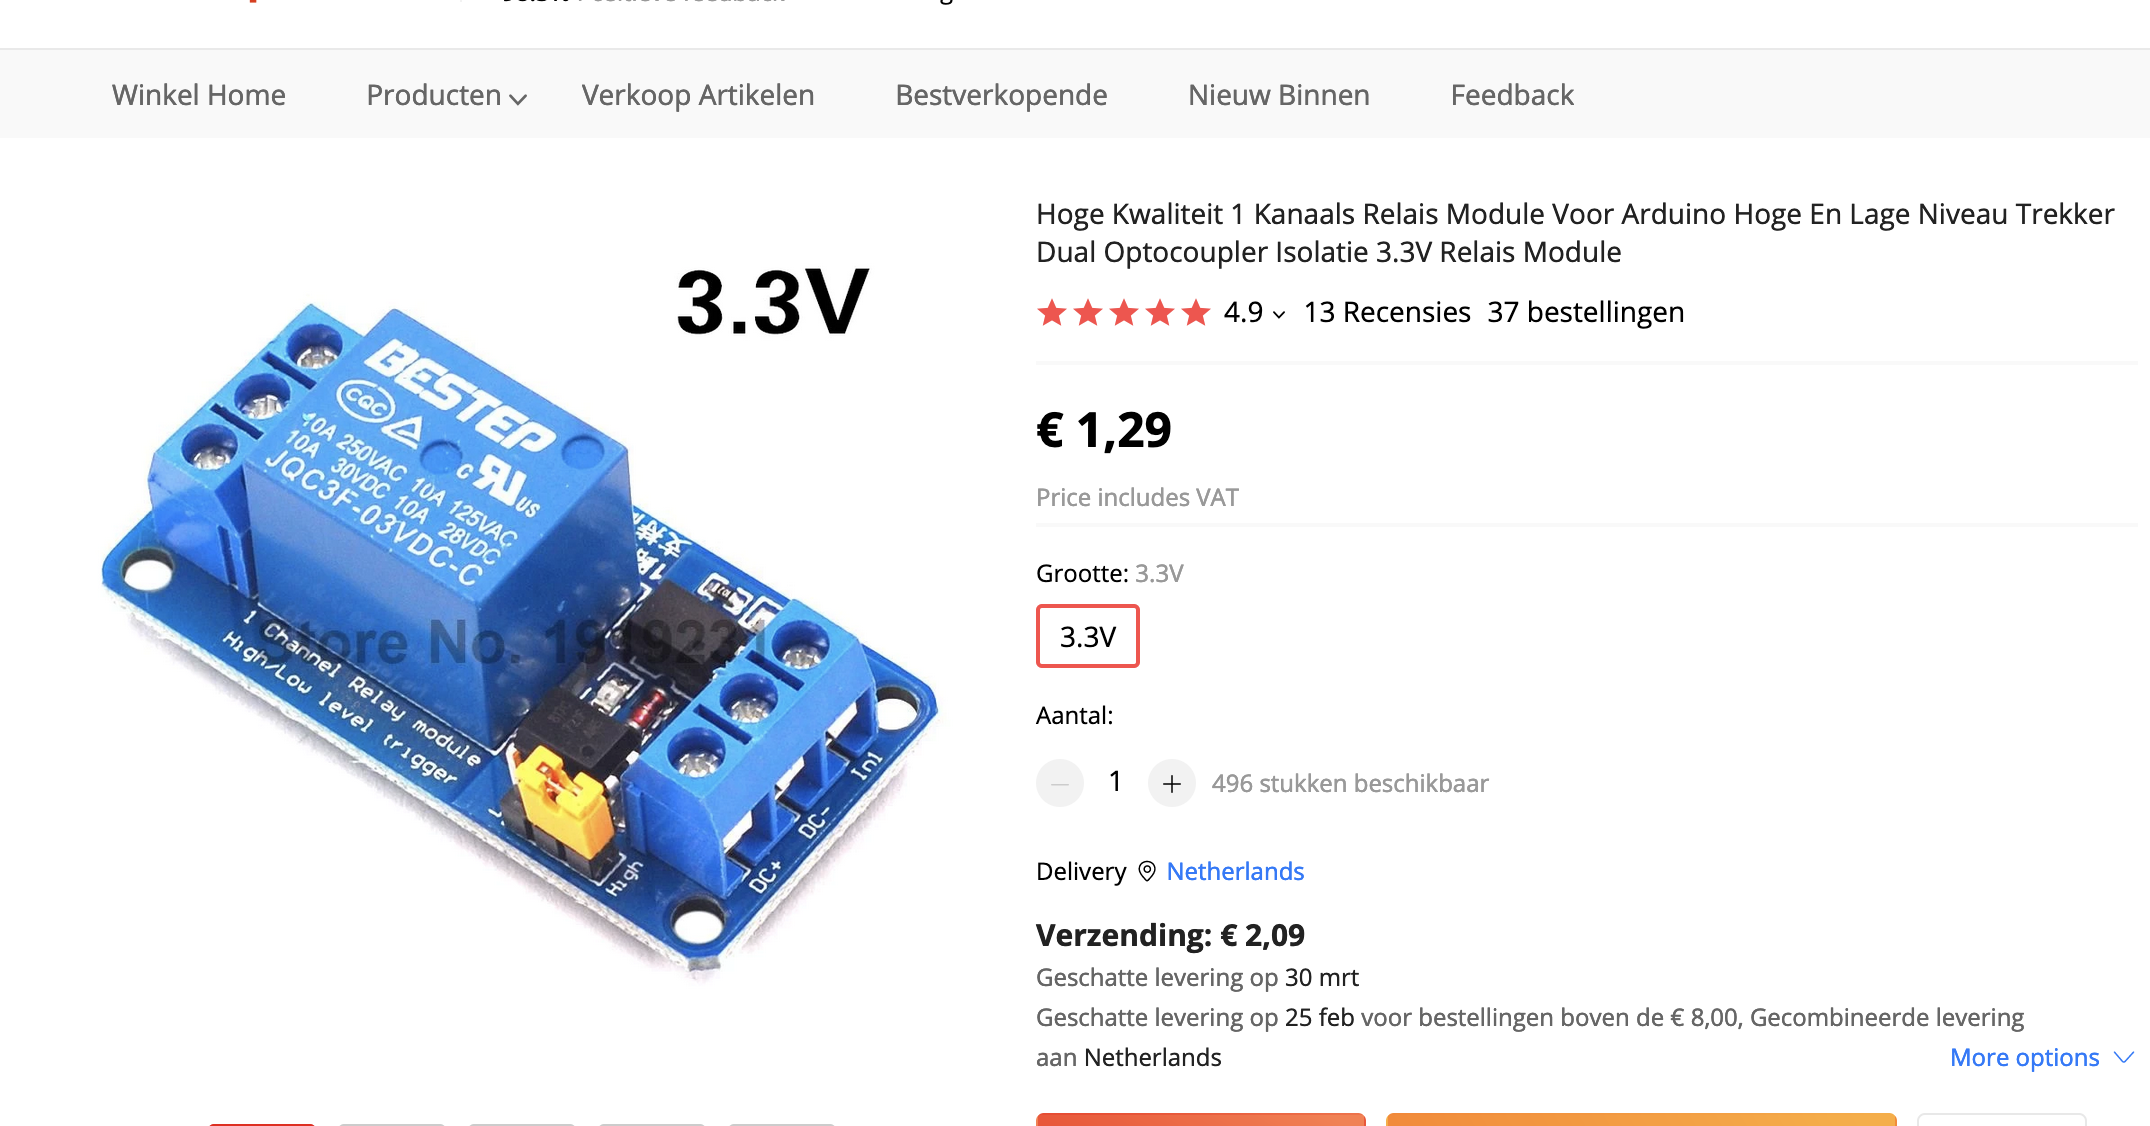 Winkel Home Producten Verkoop Artikelen Bestverkopende Nieuw Binnen Feedback
3.3V
BESTEP
CQC
c US
10A 250VAC 10A 125VAC
10A 30VDC 10A 28VDC
JQC3F-03VDC-C
Store No. 1919231
1 Channel Relay module
High/Low level trigger
High
DC+
DC-
In1
Hoge Kwaliteit 1 Kanaals Relais Module Voor Arduino Hoge En Lage Niveau Trekker
Dual Optocoupler Isolatie 3.3V Relais Module
4.9 13 Recensies 37 bestellingen
€ 1,29
Price includes VAT
Grootte: 3.3V
3.3V
Aantal:
1 + 496 stukken beschikbaar
Delivery Netherlands
Verzending: € 2,09
Geschatte levering op 30 mrt
Geschatte levering op 25 feb voor bestellingen boven de € 8,00, Gecombineerde levering
aan Netherlands
More options